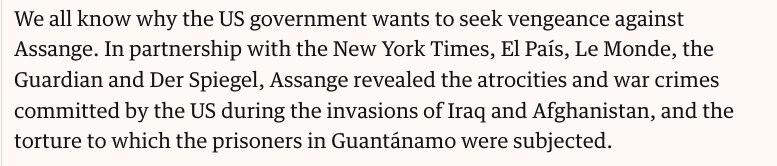 We all know why the US government wants to seek vengeance against
Assange. In partnership with the New York Times, El País, Le Monde, the
Guardian and Der Spiegel, Assange revealed the atrocities and war crimes
committed by the US during the invasions of Iraq and Afghanistan, and the
torture to which the prisoners in Guantánamo were subjected.